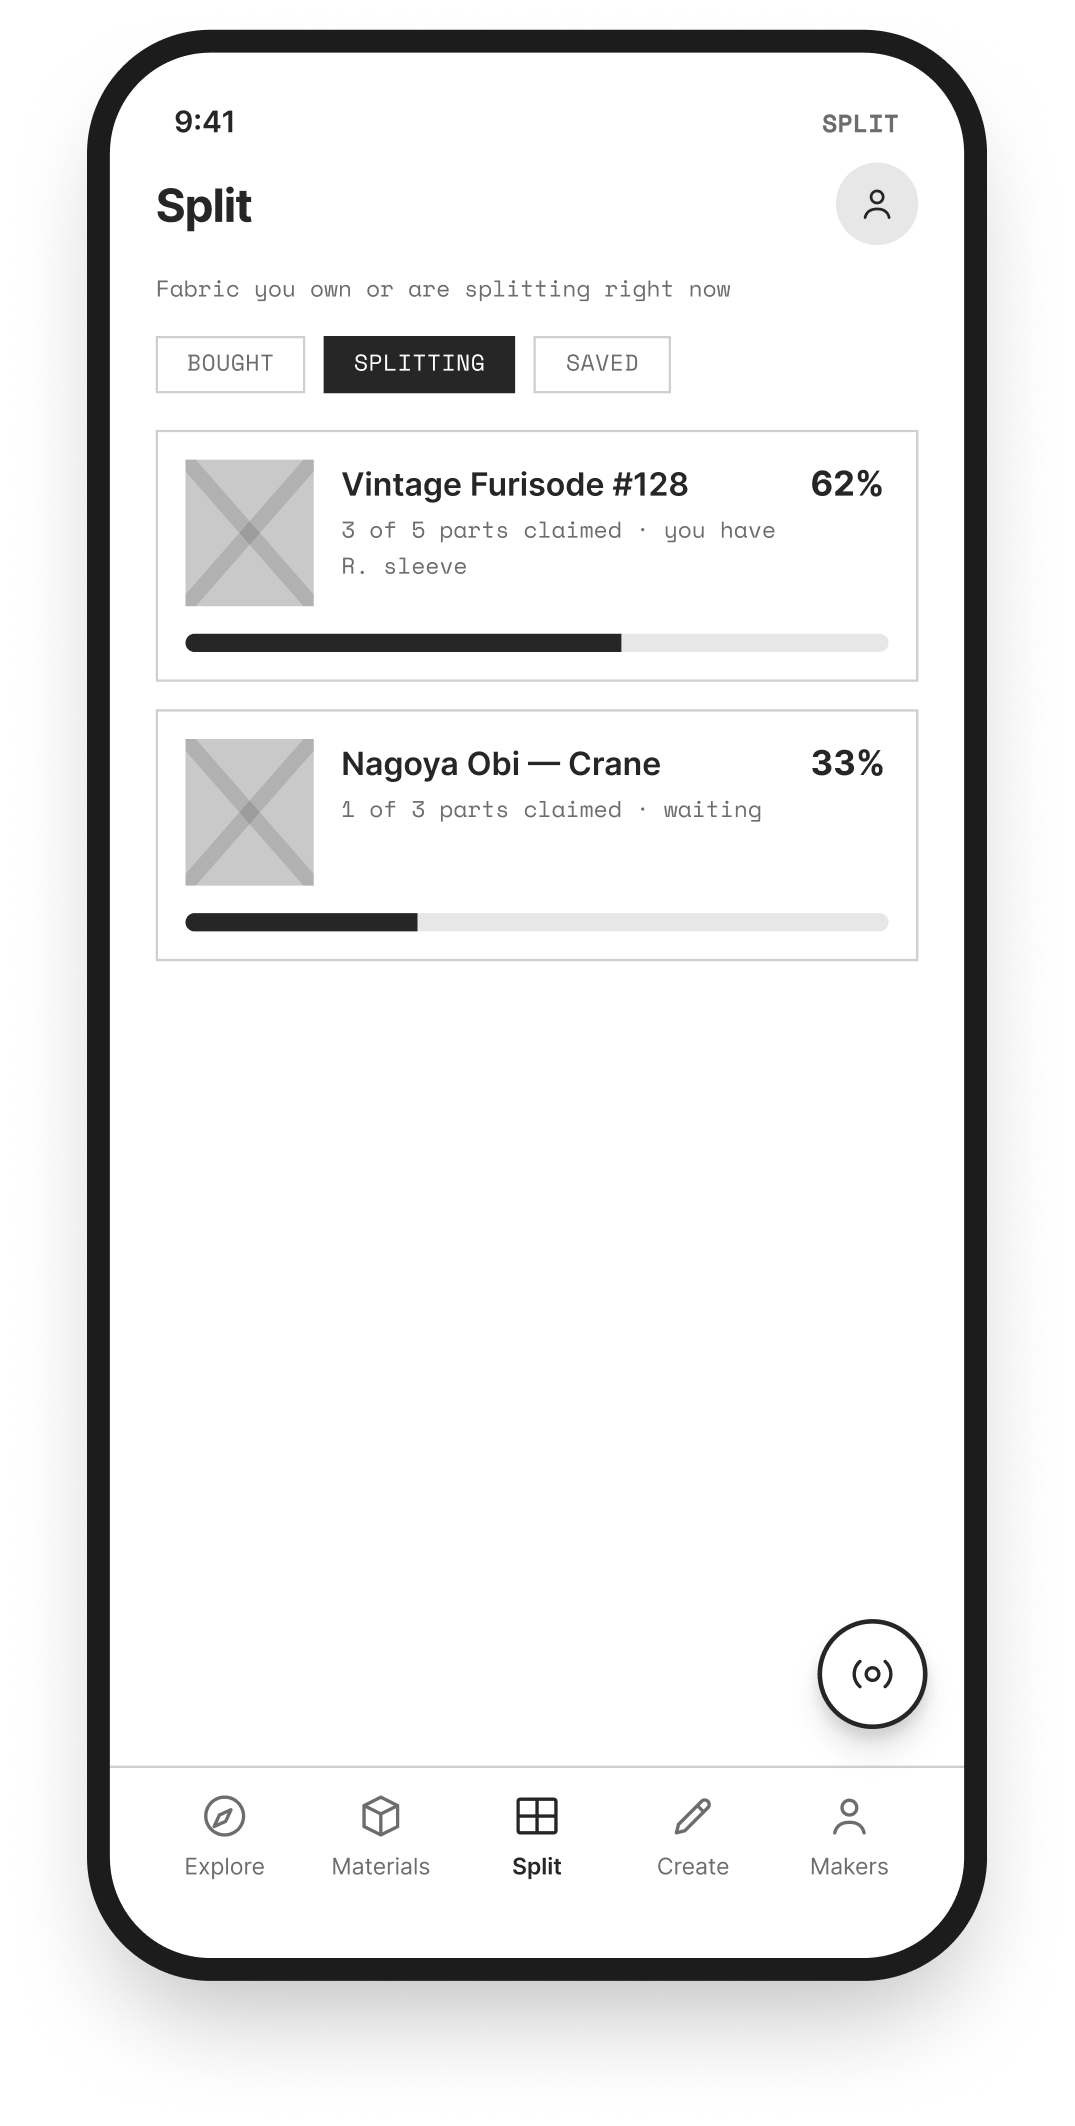 9:41
SPLIT
Split
Fabric you own or are splitting right now
BOUGHT
SPLITTING
SAVED
Vintage Furisode #128
62%
3 of 5 parts claimed · you have
R. sleeve
Nagoya Obi — Crane
33%
1 of 3 parts claimed · waiting
Explore
Materials
Split
Create
Makers